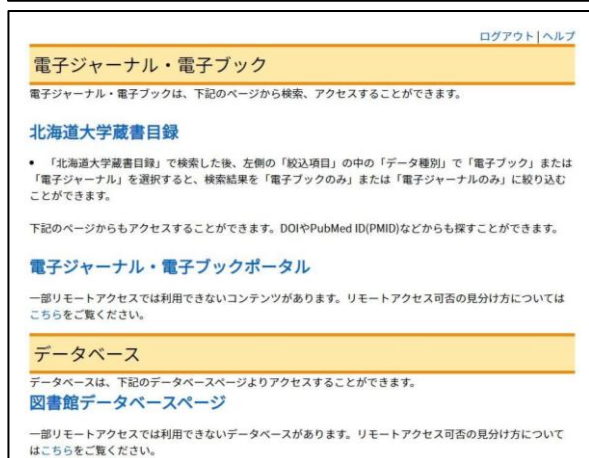 ログアウト | ヘルプ
電子ジャーナル・電子ブック
電子ジャーナル・電子ブックは、下記のページから検索、アクセスすることができます。
北海道大学蔵書目録
• 「北海道大学蔵書目録」で検索した後、左側の「絞込項目」の中の「データ種別」で「電子ブック」または
「電子ジャーナル」を選択すると、検索結果を「電子ブックのみ」または「電子ジャーナルのみ」に絞り込む
ことができます。
下記のページからもアクセスすることができます。DOIやPubMed ID(PMID)などからも探すことができます。
電子ジャーナル・電子ブックポータル
一部リモートアクセスでは利用できないコンテンツがあります。リモートアクセス可否の見分け方については
こちらをご覧ください。
データベース
データベースは、下記のデータベースページよりアクセスすることができます。
図書館データベースページ
一部リモートアクセスでは利用できないデータベースがあります。リモートアクセス可否の見分け方について
はこちらをご覧ください。